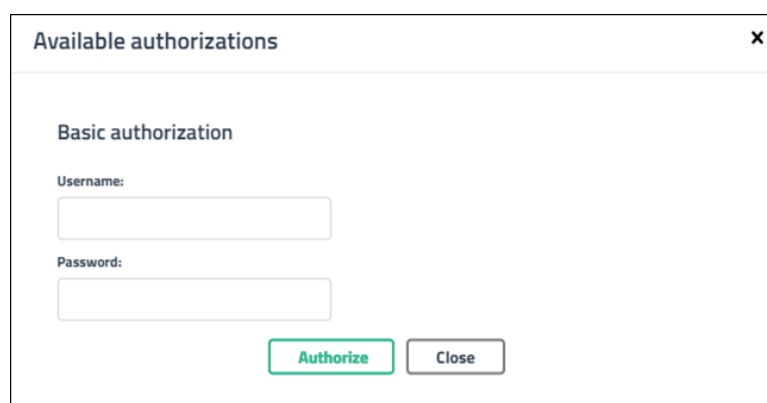 Available authorizations
Basic authorization
Username:
Password:
Authorize Close